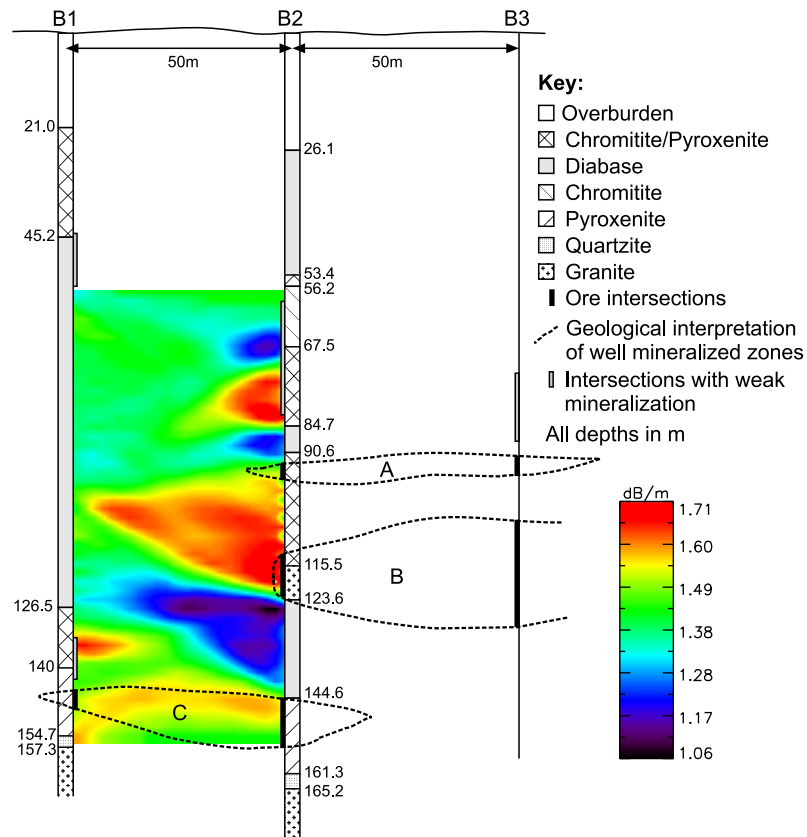 B1
B2
B3
50m
50m
21.0
45.2
126.5
140
154.7
157.3
26.1
53.4
56.2
67.5
84.7
90.6
115.5
123.6
144.6
161.3
165.2
A
B
C
Key:
Overburden
Chromitite/Pyroxenite
Diabase
Chromitite
Pyroxenite
Quartzite
Granite
Ore intersections
Geological interpretation
of well mineralized zones
Intersections with weak
mineralization
All depths in m
dB/m
1.71
1.60
1.49
1.38
1.28
1.17
1.06